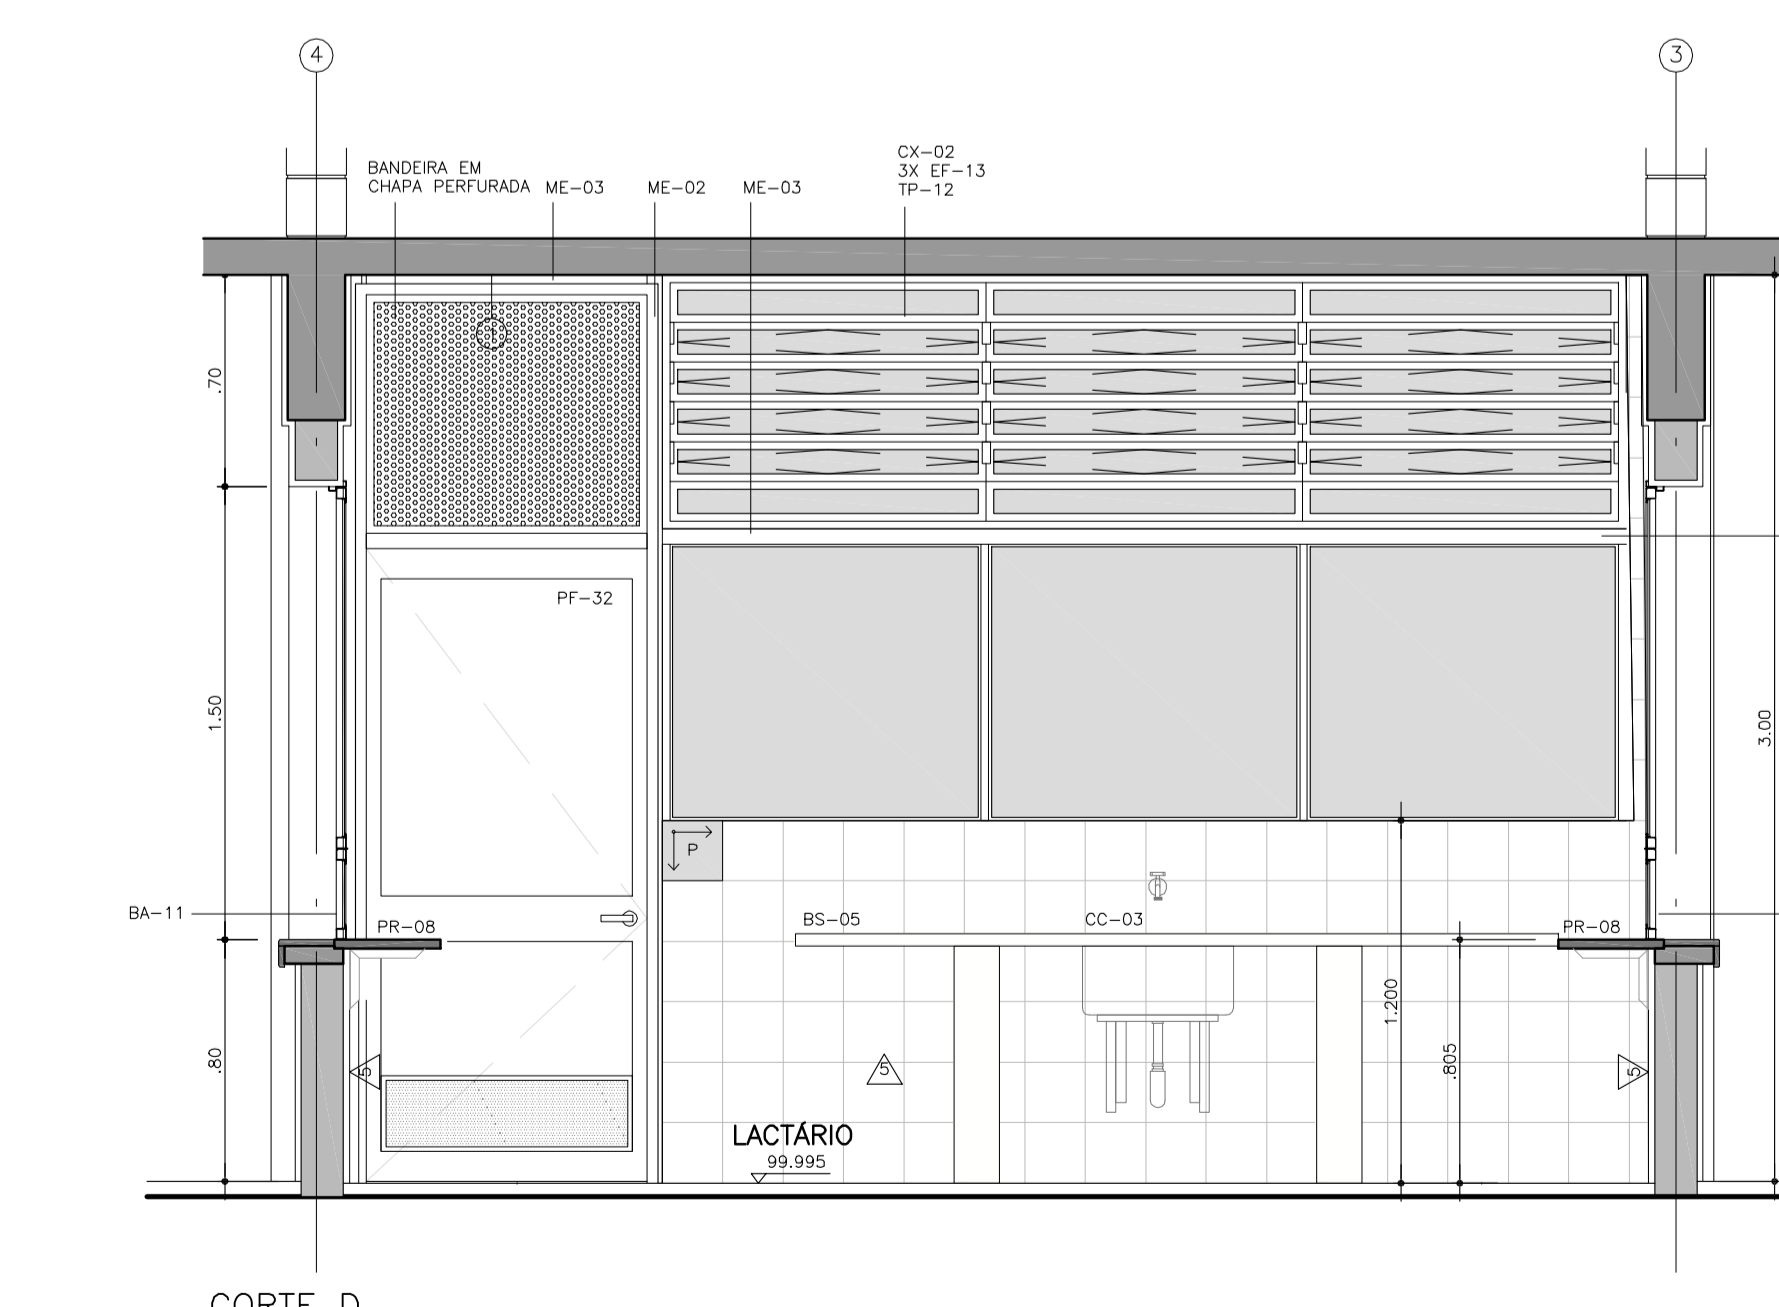 4
3
CX-02
3X EF-13
TP-12
BANDEIRA EM
CHAPA PERFURADA
ME-03
ME-02
ME-03
.70
PF-32
1.50
3.00
P
BA-11
PR-08
BS-05
CC-03
PR-08
1.200
.80
.805
5
5
5
LACTÁRIO
99.995
CORTE D